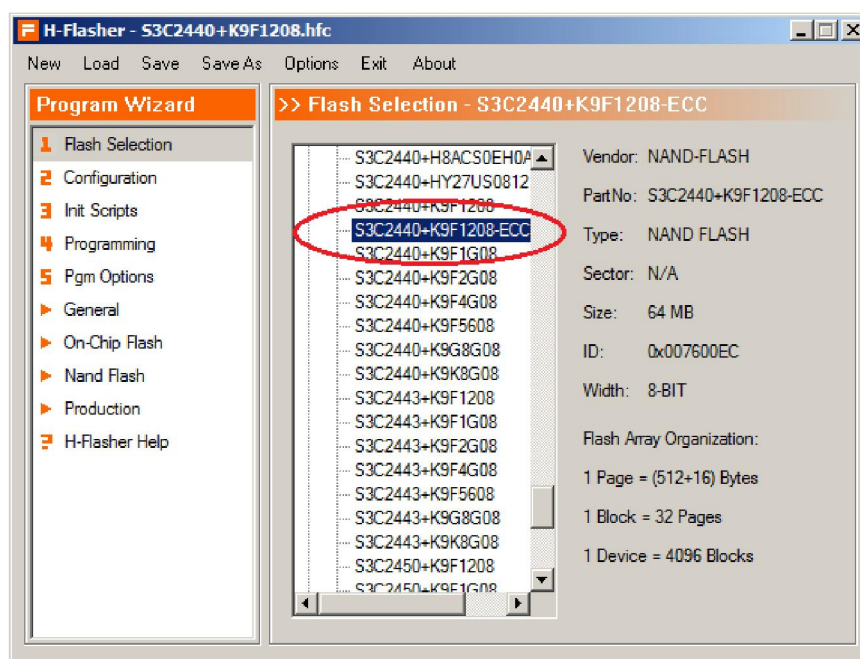 H-Flasher - S3C2440+K9F1208.hfc
New Load Save Save As Options Exit About
Program Wizard
1 Flash Selection
2 Configuration
3 Init Scripts
4 Programming
5 Pgm Options
General
On-Chip Flash
Nand Flash
Production
? H-Flasher Help
>> Flash Selection - S3C2440+K9F1208-ECC
S3C2440+H8ACS0EH0A
S3C2440+HY27US0812
S3C2440+K9F1208
S3C2440+K9F1208-ECC
S3C2440+K9F1G08
S3C2440+K9F2G08
S3C2440+K9F4G08
S3C2440+K9F5608
S3C2440+K9G8G08
S3C2440+K9K8G08
S3C2443+K9F1208
S3C2443+K9F1G08
S3C2443+K9F2G08
S3C2443+K9F4G08
S3C2443+K9F5608
S3C2443+K9G8G08
S3C2443+K9K8G08
S3C2450+K9F1208
S3C2450+K9F1G08
Vendor: NAND-FLASH
PartNo: S3C2440+K9F1208-ECC
Type: NAND FLASH
Sector: N/A
Size: 64 MB
ID: 0x007600EC
Width: 8-BIT
Flash Array Organization:
1 Page = (512+16) Bytes
1 Block = 32 Pages
1 Device = 4096 Blocks